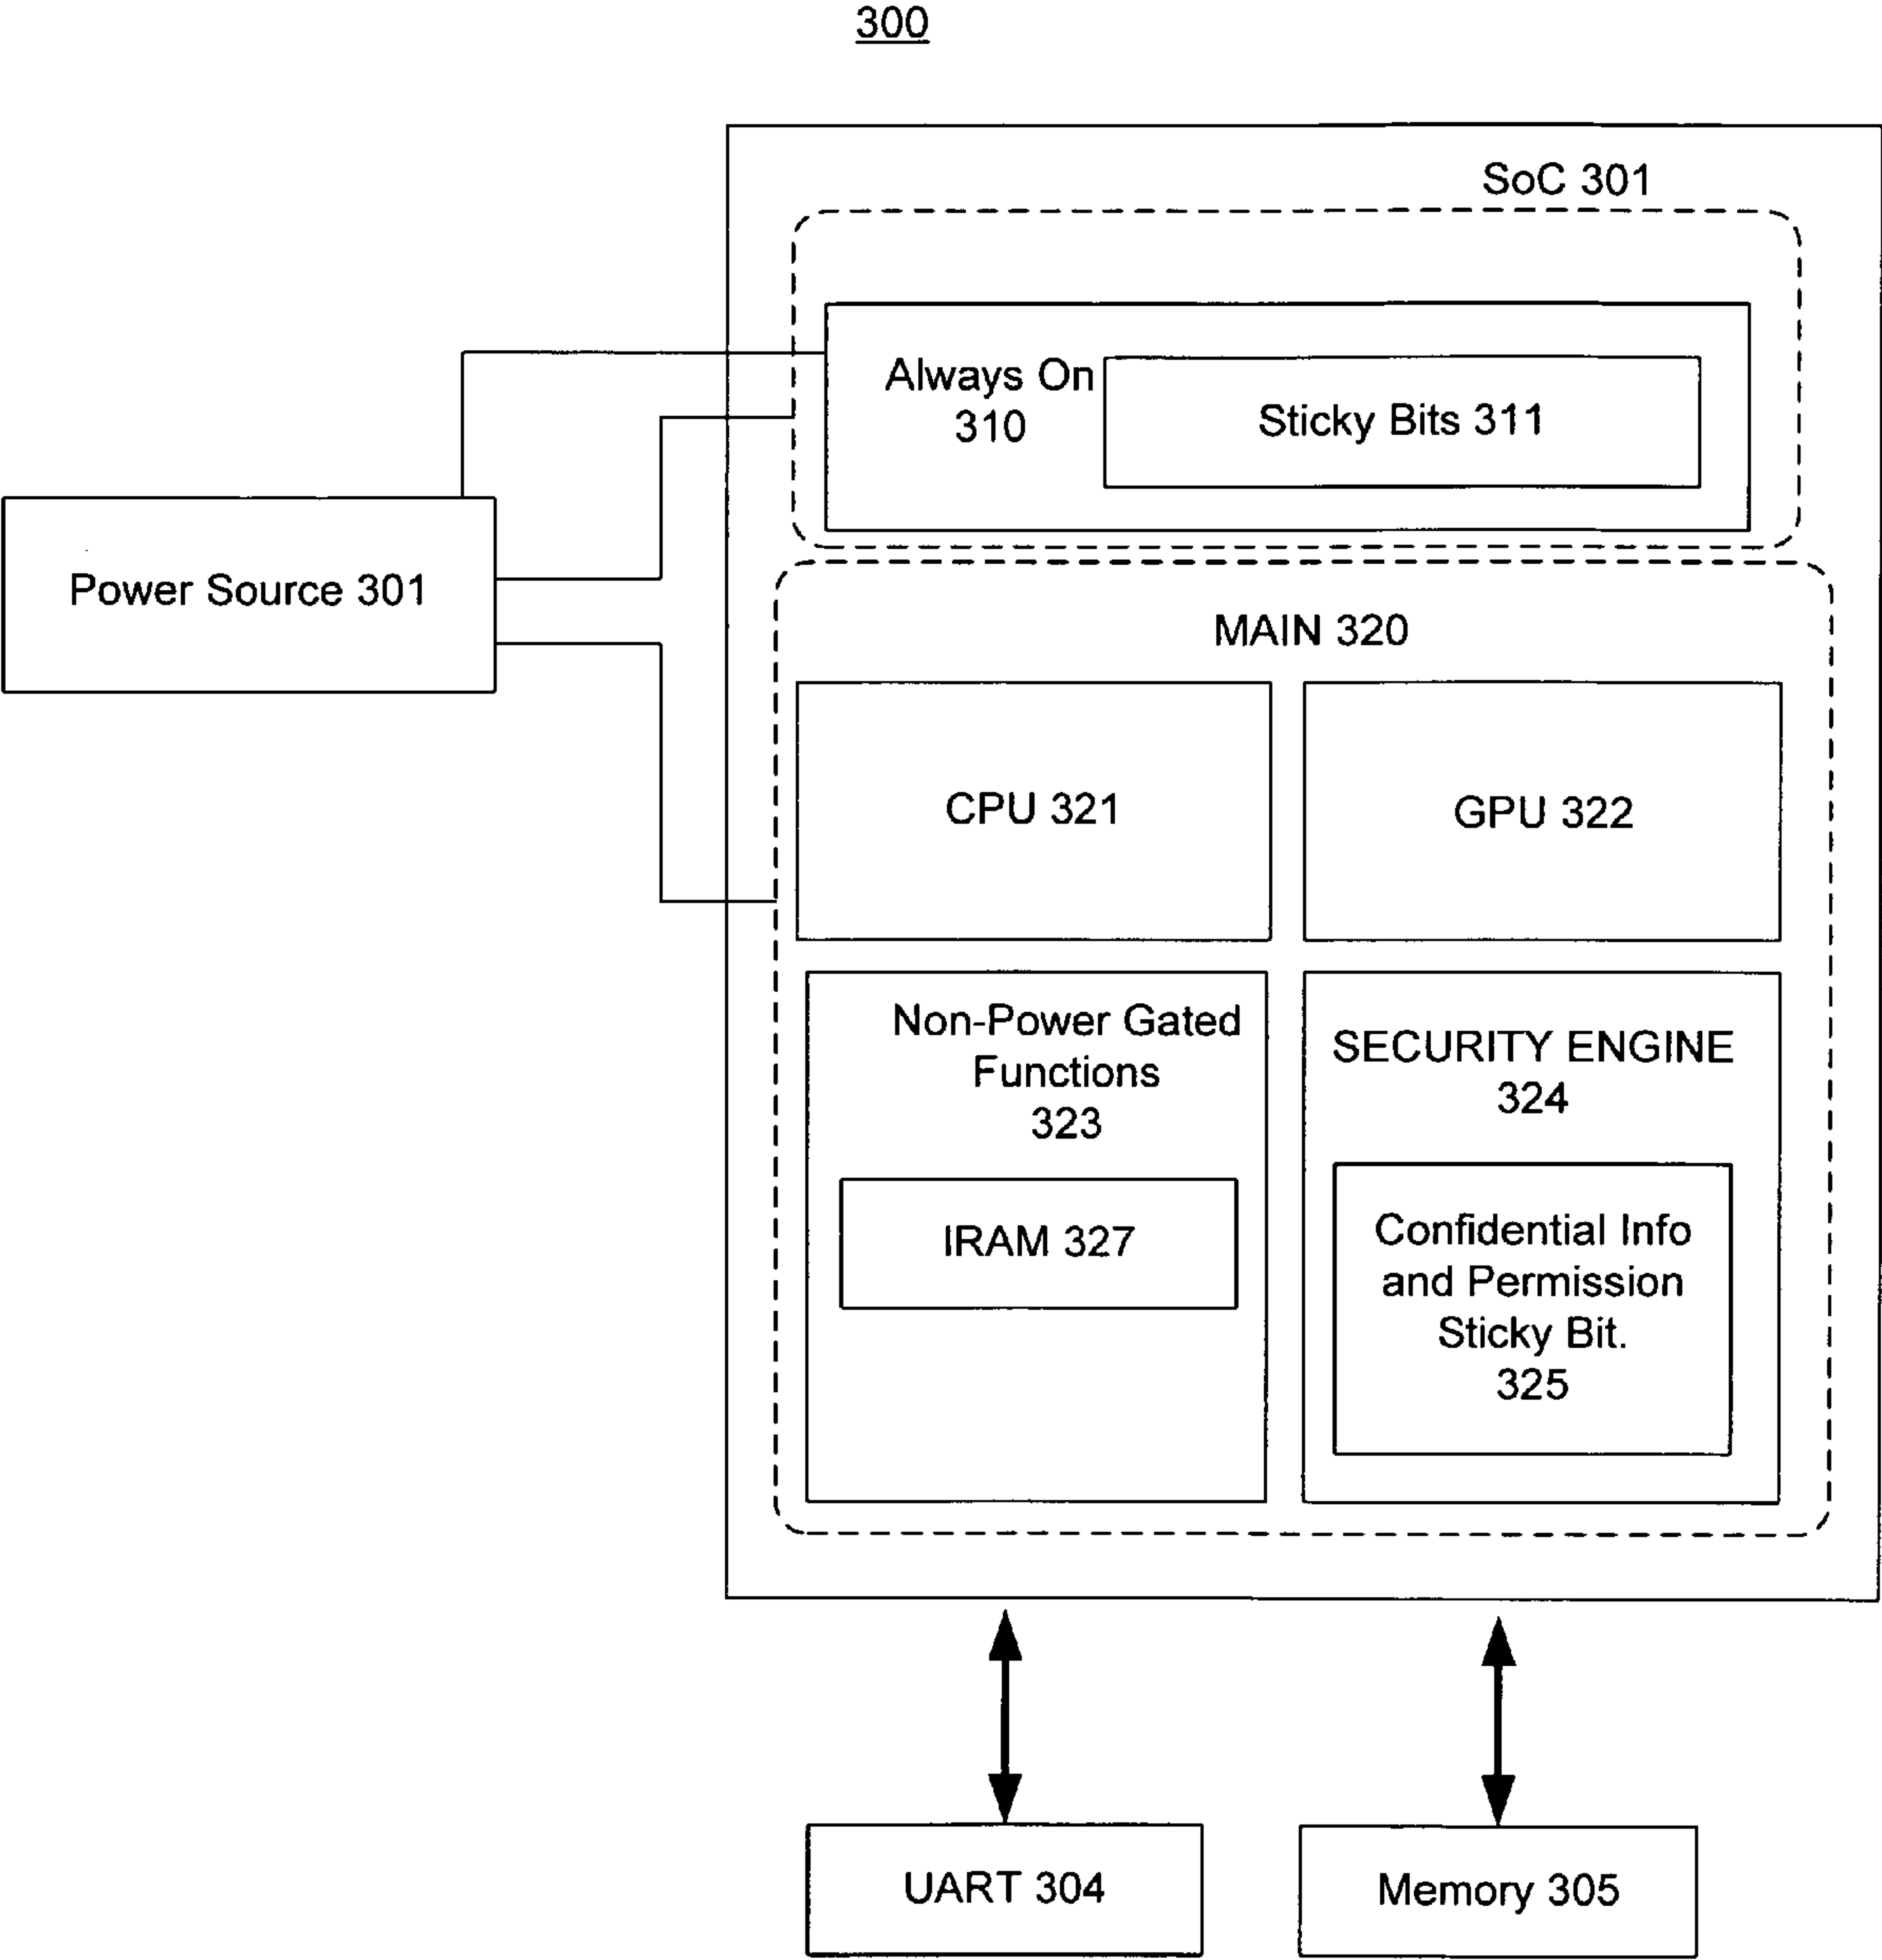 300
SoC 301
Always On
310
Sticky Bits 311
Power Source 301
MAIN 320
CPU 321
GPU 322
Non-Power Gated
Functions
323
IRAM 327
SECURITY ENGINE
324
Confidential Info
and Permission
Sticky Bit.
325
UART 304
Memory 305